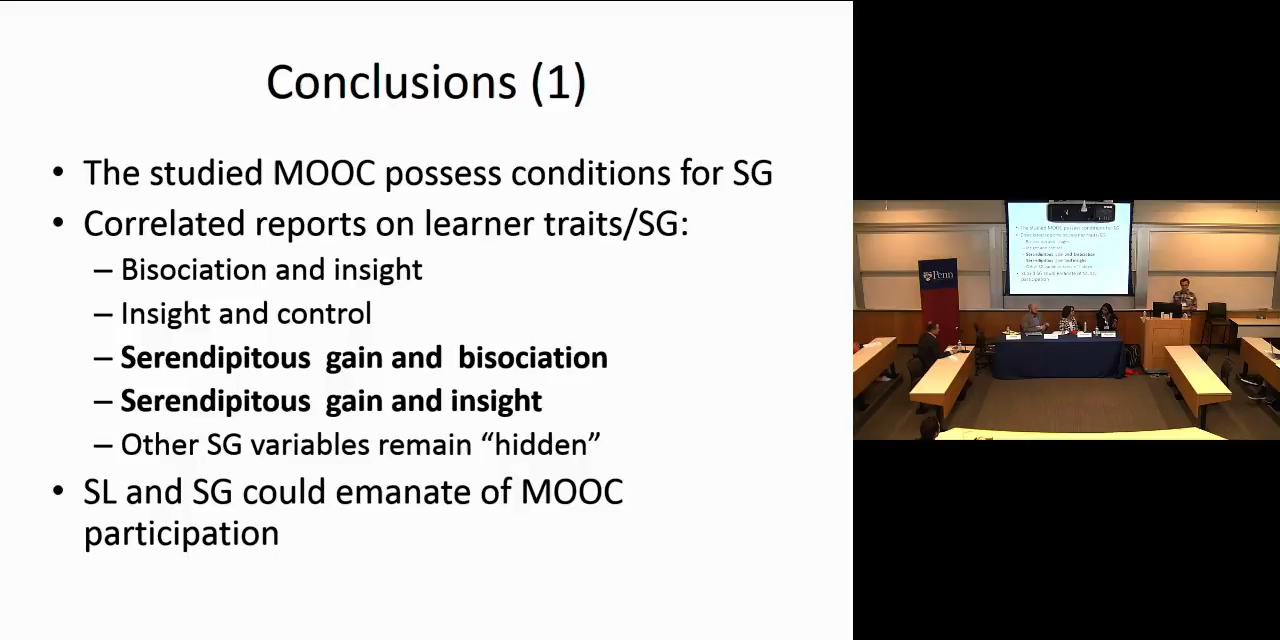 Conclusions (1)
• The studied MOOC possess conditions for SG
• Correlated reports on learner traits/SG:
– Bisociation and insight
– Insight and control
– Serendipitous gain and bisociation
– Serendipitous gain and insight
– Other SG variables remain “hidden”
• SL and SG could emanate of MOOC
participation
Penn